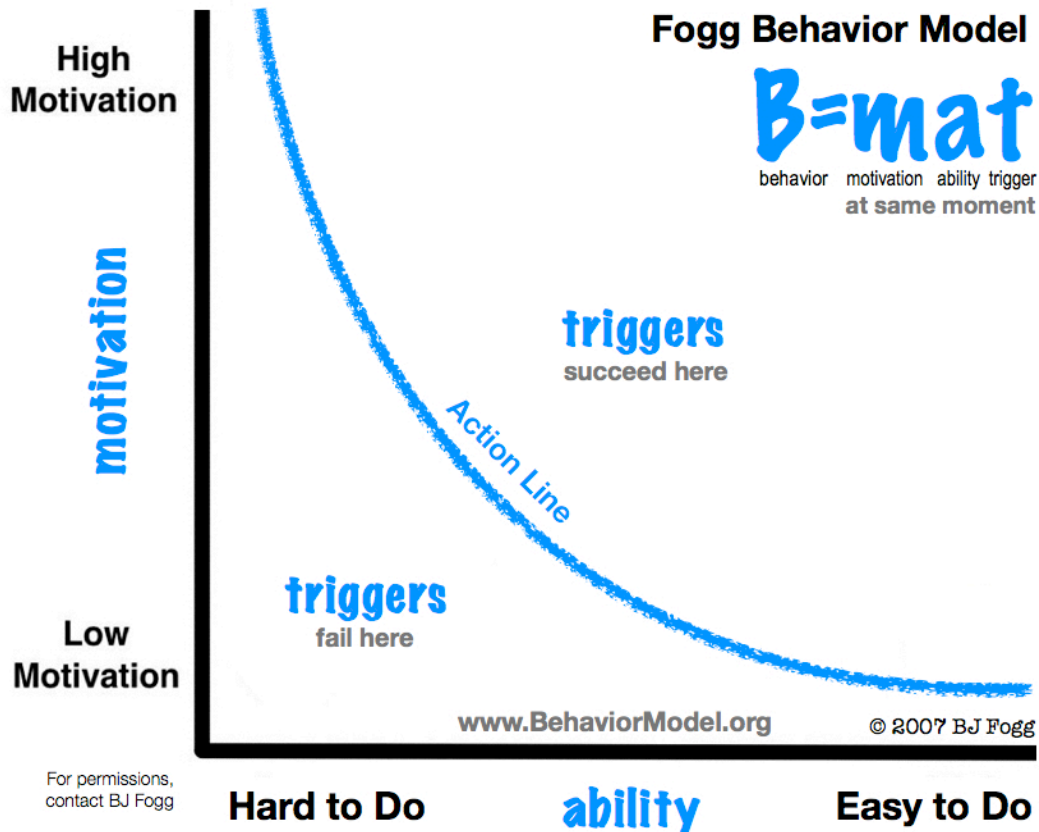 Fogg Behavior Model
B=mat
behavior motivation ability trigger
at same moment
High
Motivation
motivation
triggers
succeed here
Action Line
triggers
fail here
Low
Motivation
www.BehaviorModel.org
© 2007 BJ Fogg
For permissions,
contact BJ Fogg
Hard to Do
ability
Easy to Do